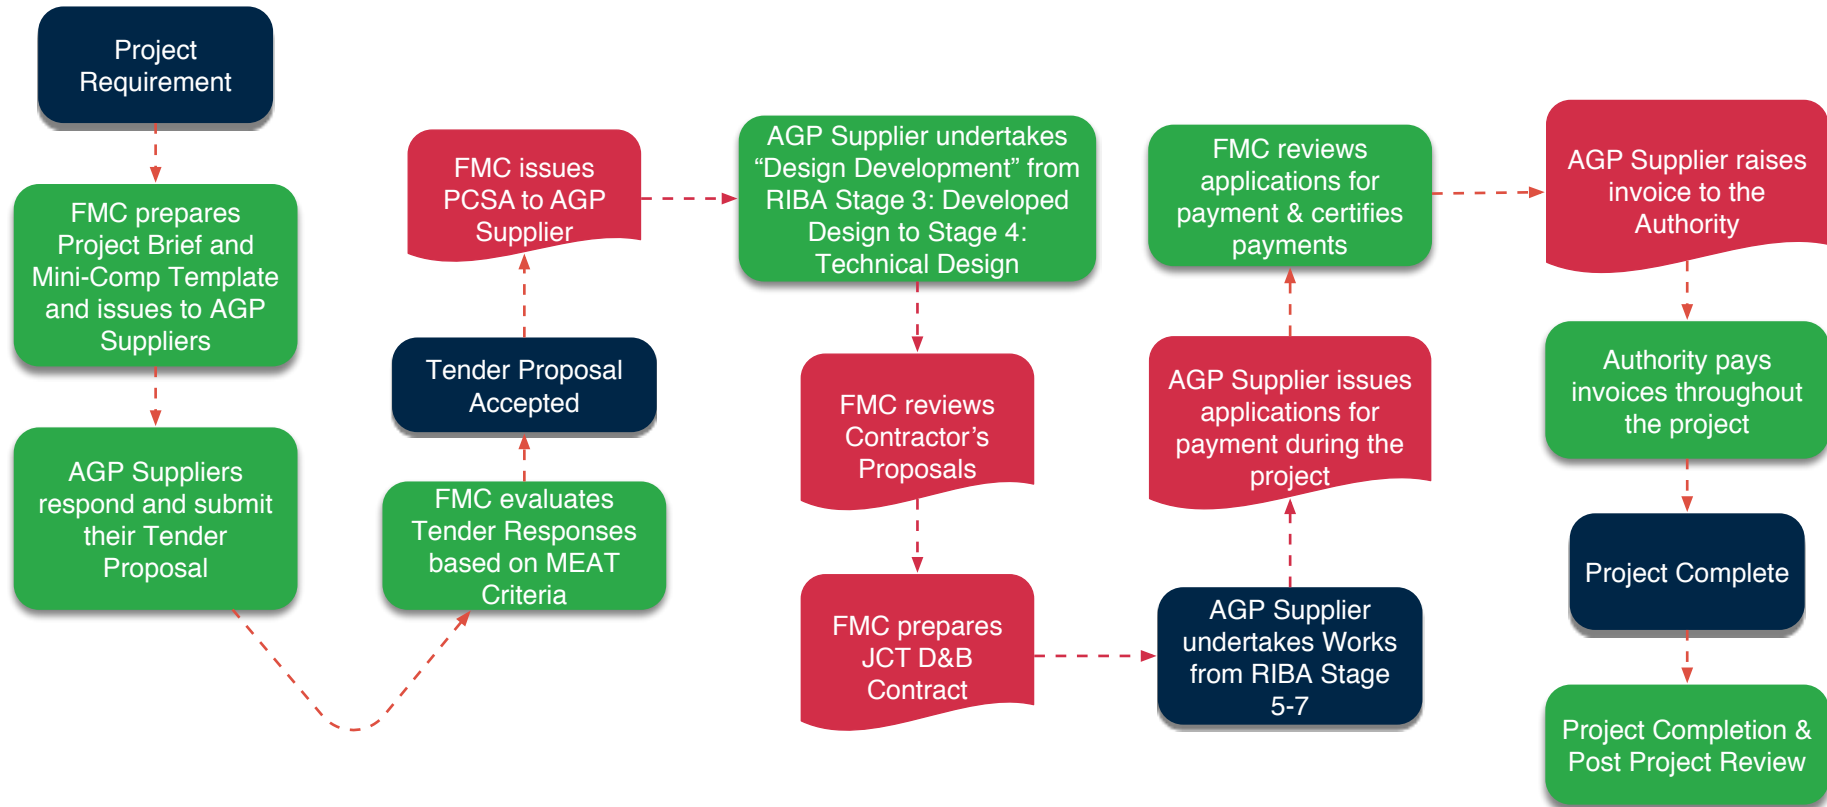 Project
Requirement
FMC prepares
Project Brief and
Mini-Comp Template
and issues to AGP
Suppliers
AGP Suppliers
respond and submit
their Tender
Proposal
FMC evaluates
Tender Responses
based on MEAT
Criteria
Tender Proposal
Accepted
FMC issues
PCSA to AGP
Supplier
AGP Supplier undertakes
“Design Development” from
RIBA Stage 3: Developed
Design to Stage 4:
Technical Design
FMC reviews
Contractor’s
Proposals
FMC prepares
JCT D&B
Contract
AGP Supplier
undertakes Works
from RIBA Stage
5-7
AGP Supplier issues
applications for
payment during the
project
FMC reviews
applications for
payment & certifies
payments
AGP Supplier raises
invoice to the
Authority
Authority pays
invoices throughout
the project
Project Complete
Project Completion &
Post Project Review